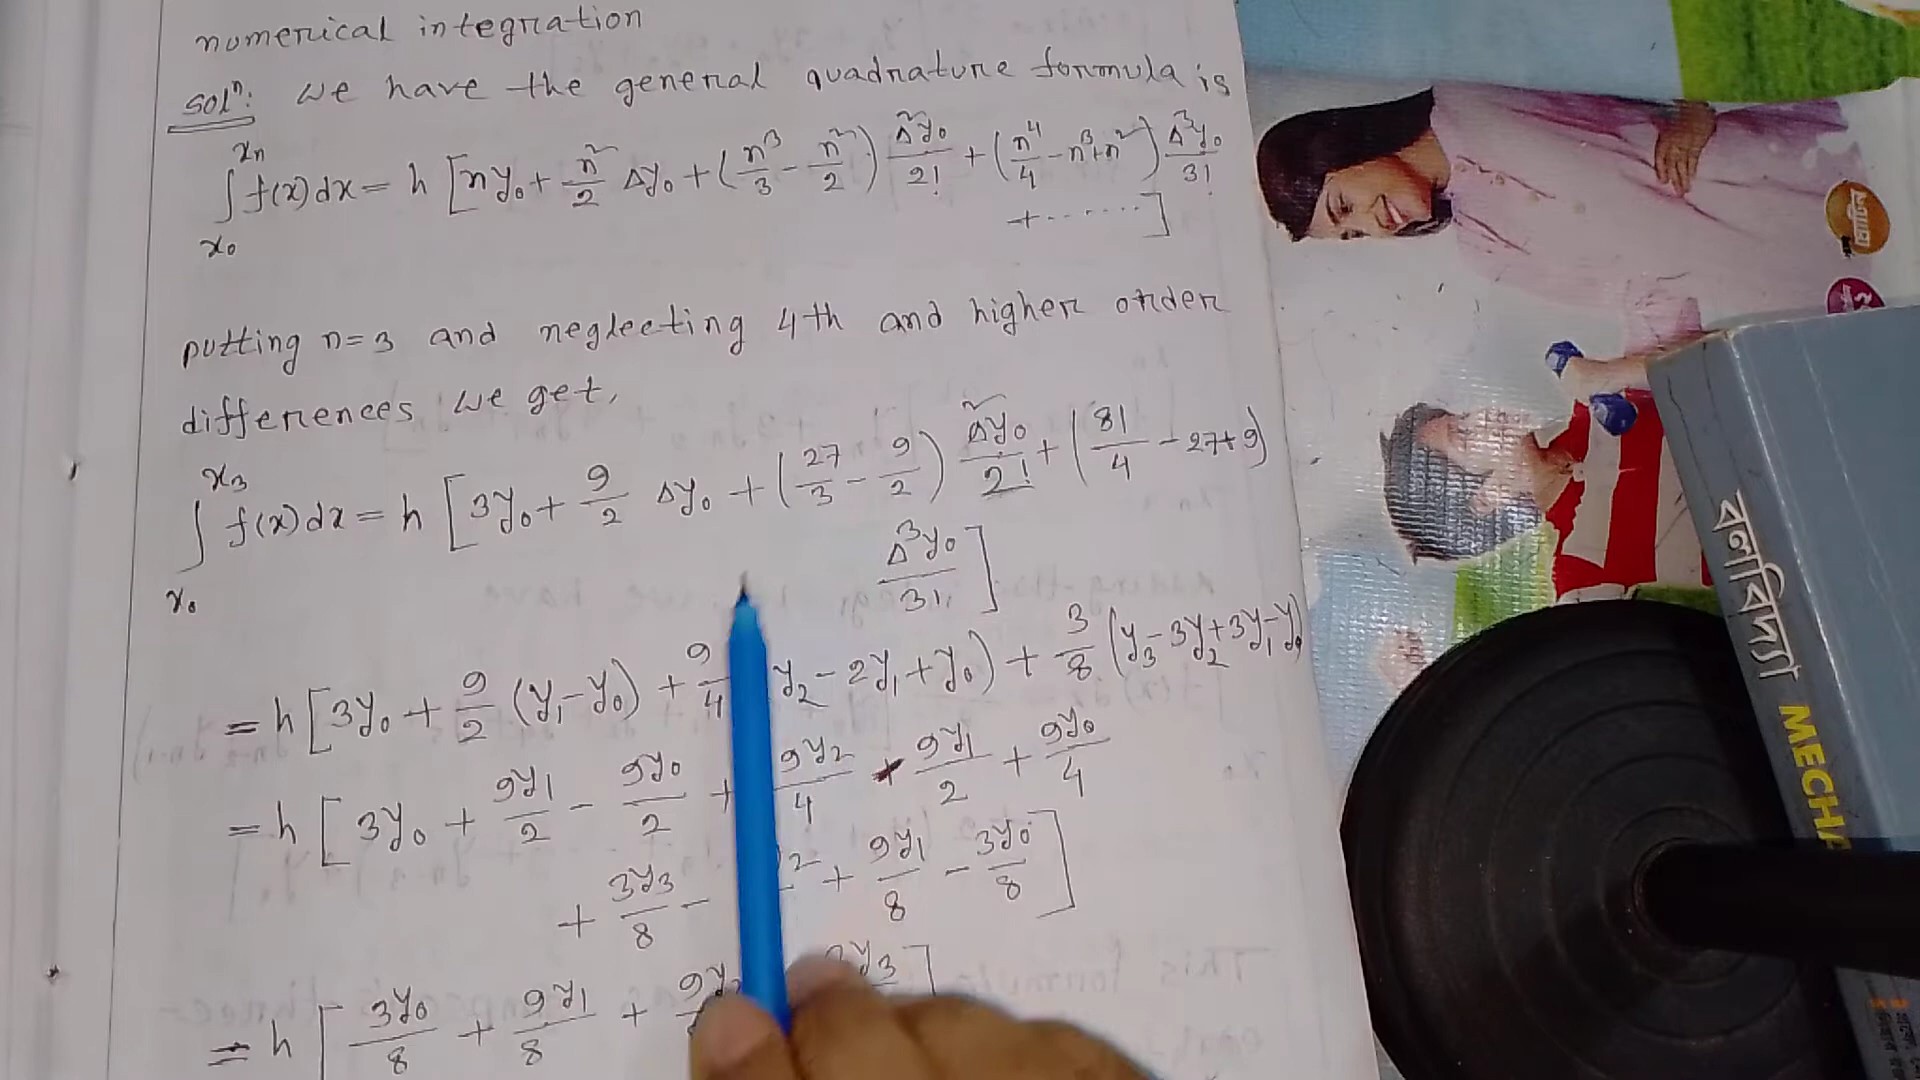 numerical integration
Solⁿ: we have the general quadrature formula is
∫_{x₀}^{xₙ} f(x)dx = h [ny₀ + n²/2 Δy₀ + (n³/3 - n²/2) Δ²y₀/2! + (n⁴/4 - n³+n²) Δ³y₀/3!
+ ......]
putting n=3 and neglecting 4th and higher order
differences we get,
∫_{x₀}^{x₃} f(x)dx = h [3y₀ + 9/2 Δy₀ + (27/3 - 9/2) Δ²y₀/2! + (81/4 - 27+9)
Δ³y₀/3!]
= h[3y₀ + 9/2 (y₁-y₀) + 9/4 y₂-2y₁+y₀) + 3/8 (y₃-3y₂+3y₁-y₀)
= h [3y₀ + 9y₁/2 - 9y₀/2 + 9y₂/4 - 9y₁/2 + 9y₀/4
+ 3y₃/8 - + 9y₁/8 - 3y₀/8]
= h [3y₀/8 + 9y₁/8 +
বলবিদ্যা MECHA